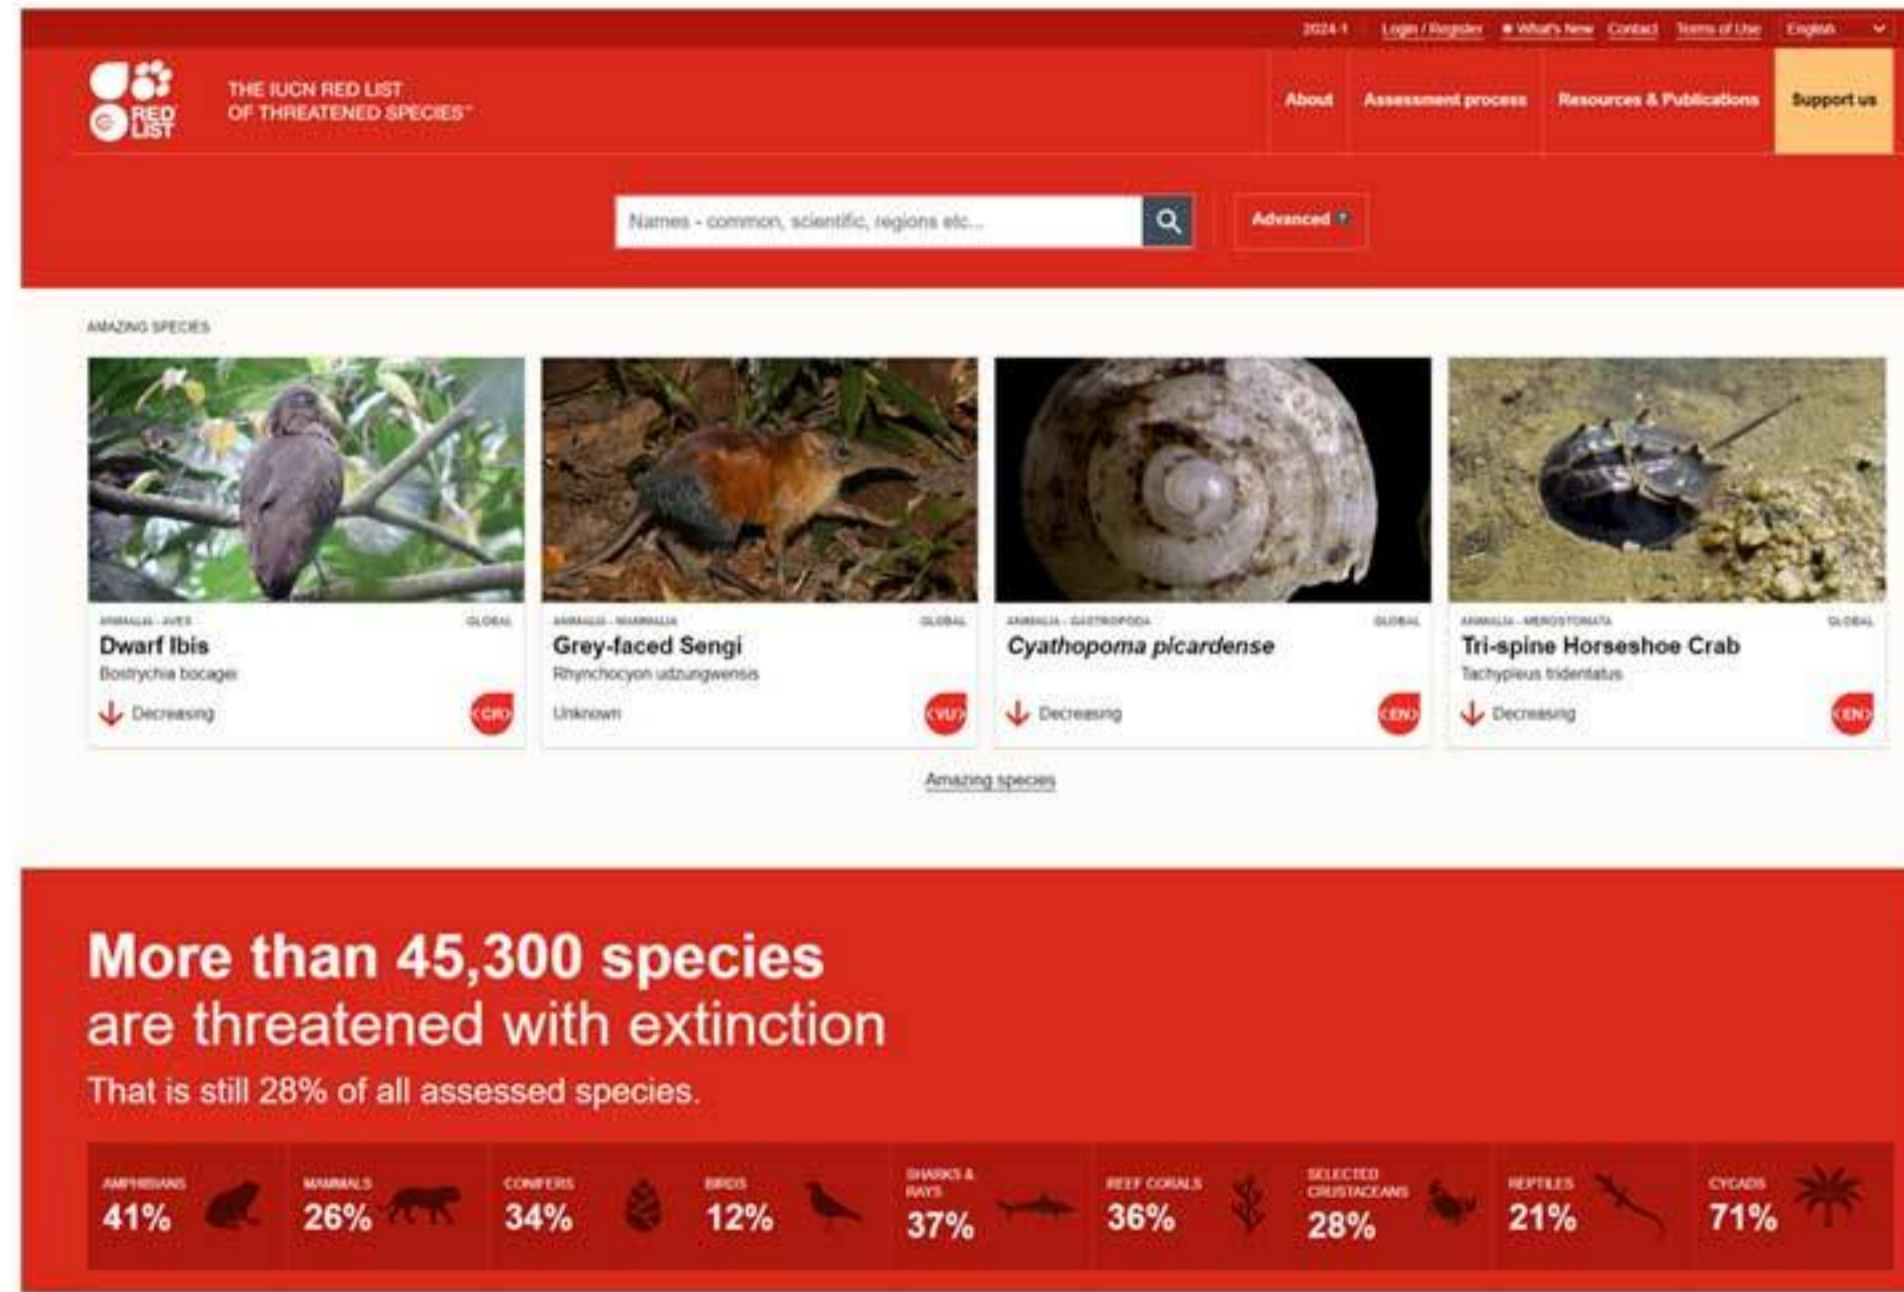 2024-1 Login / Register What's New Contact Terms of Use English
RED LIST
THE IUCN RED LIST
OF THREATENED SPECIES™
About Assessment process Resources & Publications Support us
Names - common, scientific, regions etc...
Advanced ?
AMAZING SPECIES
ANIMALIA - AVES GLOBAL
Dwarf Ibis
Bostrychia bocagei
Decreasing
CR
ANIMALIA - MAMMALIA GLOBAL
Grey-faced Sengi
Rhynchocyon udzungwensis
Unknown
VU
ANIMALIA - GASTROPODA GLOBAL
Cyathopoma picardense
Decreasing
EN
ANIMALIA - MEROSTOMATA GLOBAL
Tri-spine Horseshoe Crab
Tachypleus tridentatus
Decreasing
EN
Amazing species
More than 45,300 species
are threatened with extinction
That is still 28% of all assessed species.
AMPHIBIANS
41%
MAMMALS
26%
CONIFERS
34%
BIRDS
12%
SHARKS &
RAYS
37%
REEF CORALS
36%
SELECTED
CRUSTACEANS
28%
REPTILES
21%
CYCADS
71%